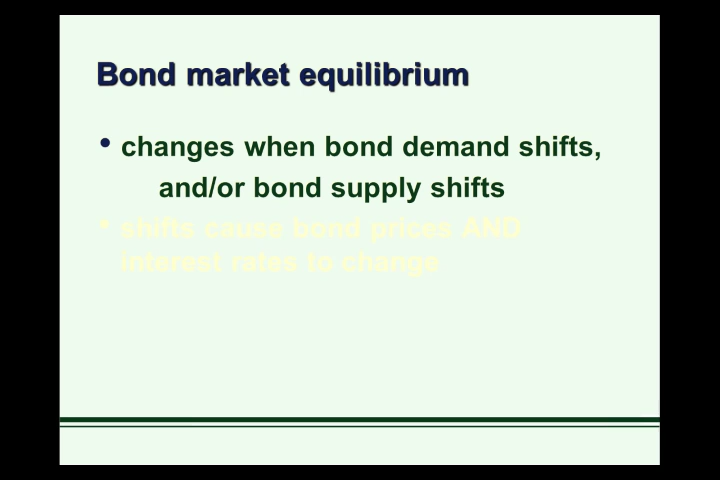 Bond market equilibrium
• changes when bond demand shifts,
and/or bond supply shifts
• shifts cause bond prices AND
interest rates to change